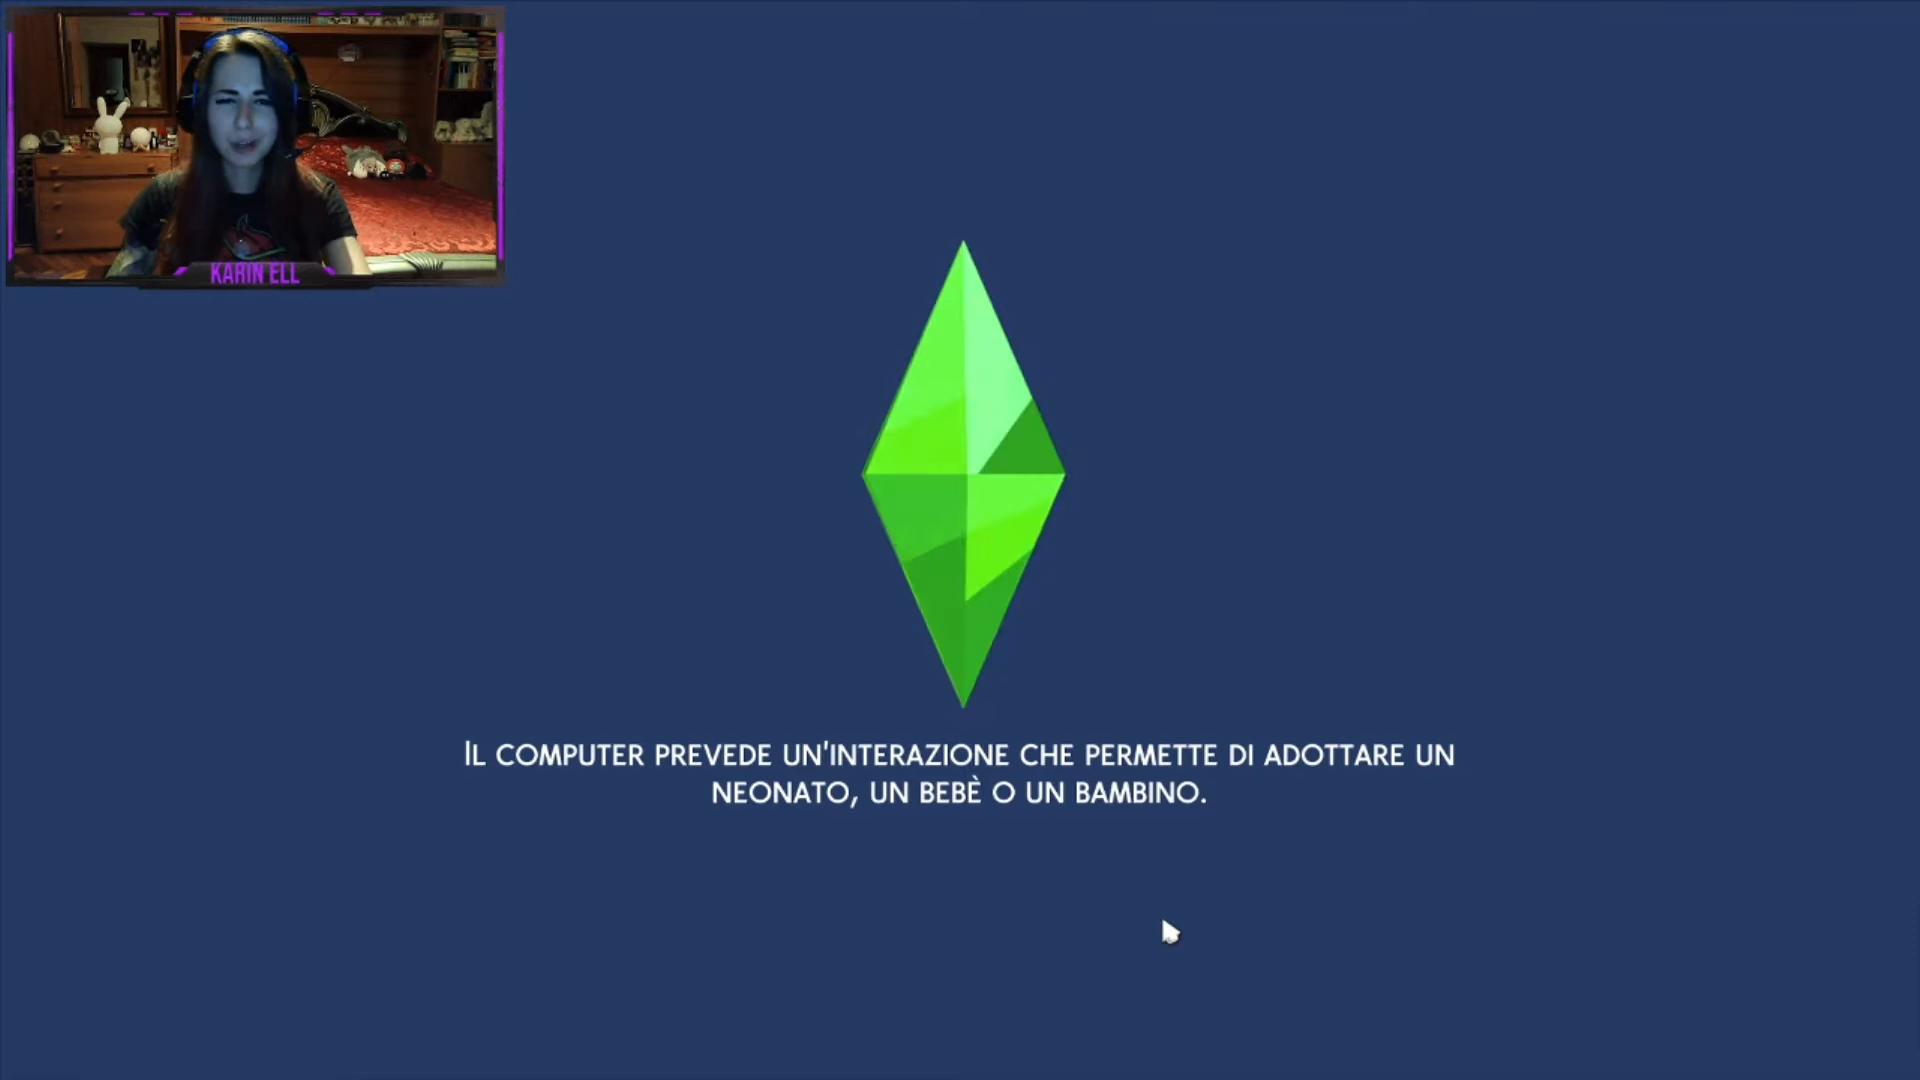 KARIN ELL
IL COMPUTER PREVEDE UN'INTERAZIONE CHE PERMETTE DI ADOTTARE UN
NEONATO, UN BEBÈ O UN BAMBINO.